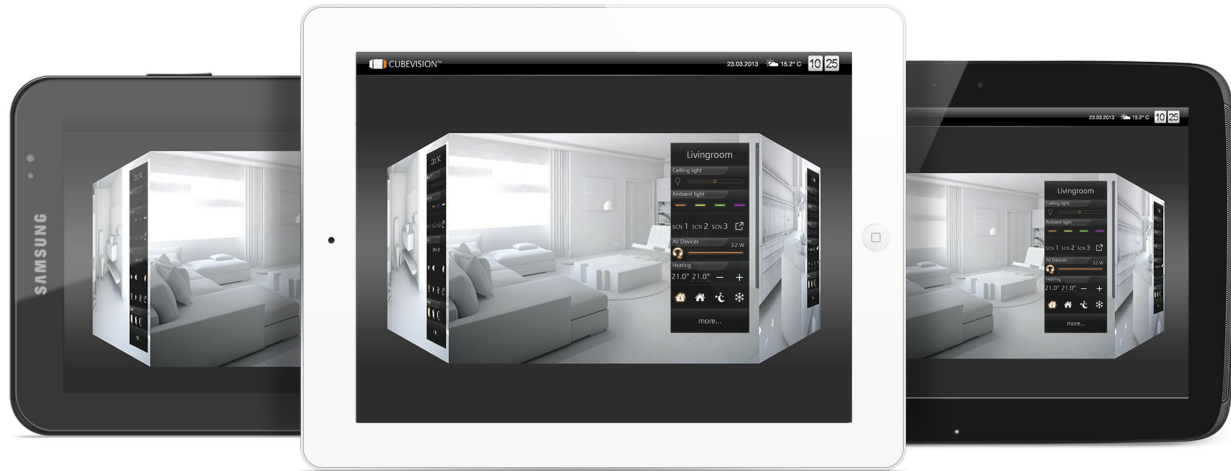 SAMSUNG
CUBEVISION™
23.03.2013 15.2° C 10 25
Livingroom
Ceiling light
Ambient light
SCN 1 SCN 2 SCN 3
AV Devices
32 W
Heating
21.0° 21.0° − +
more...
23.03.2013 15.2° C 10 25
Livingroom
Ceiling light
Ambient light
SCN 1 SCN 2 SCN 3
AV Devices
32 W
Heating
21.0° 21.0° − +
more...